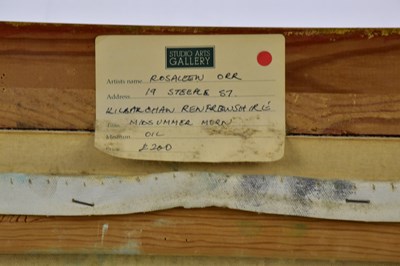 STUDIO ARTS
GALLERY
Artists name ROSALEEN ORR
Address 19 STEEPLE ST
KILBARCHAN RENFREWSHIRE
Title MIDSUMMER MORN
Medium OIL
Price £200